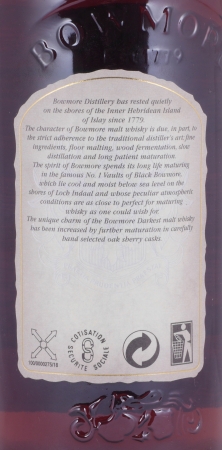 BOWMORE
1779
Bowmore Distillery has rested quietly
on the shores of the Inner Hebridean Island
of Islay since 1779.
The character of Bowmore malt whisky is due, in part, to
the strict adherence to the traditional distiller's art; fine
ingredients, floor malting, wood fermentation, slow
distillation and long patient maturation.
The spirit of Bowmore spends its long life maturing
in the famous No. 1 Vaults of Black Bowmore,
which lie cool and moist below sea level on the
shores of Loch Indaal and whose peculiar atmospheric
conditions are as close to perfect for maturing
whisky as one could wish for.
The unique charm of the Bowmore Darkest malt whisky
has been increased by further maturation in carefully
hand selected oak sherry casks.
COTISATION
SECURITE SOCIALE